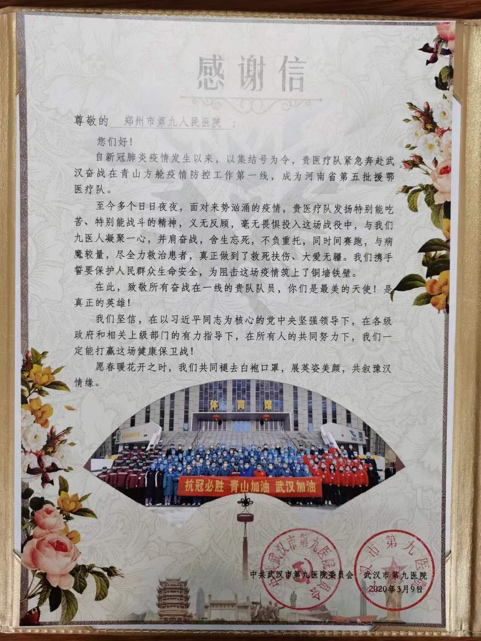 感谢信
尊敬的 郑州市第九人民医院 ：
您们好！
自新冠肺炎疫情发生以来，以集结号为令，贵医疗队紧急奔赴武
汉奋战在青山方舱疫情防控工作第一线，成为河南省第五批援鄂
医疗队。
至今多个日日夜夜，面对来势汹涌的疫情，贵医疗队发扬特别能吃
苦、特别能战斗的精神，义无反顾，毫无畏惧投入这场战役中，与我们
九医人凝聚一心，并肩奋战，舍生忘死，不负重托，同时间赛跑，与病
魔较量，尽全力救治患者，真正做到了救死扶伤、大爱无疆。我们携手
誓要保护人民群众生命安全，为阻击这场疫情筑上了铜墙铁壁。
在此，致敬所有奋战在一线的贵队队员，你们是最美的天使！是
真正的英雄！
我们坚信，在以习近平同志为核心的党中央坚强领导下，在各级
政府和相关上级部门的有力指导下，在所有人的共同努力下，我们一
定能打赢这场健康保卫战！
愿春暖花开之时，我们共同褪去白袍口罩，展英姿美颜，共叙豫汉
情缘。
体育馆
抗冠必胜 青山加油 武汉加油
中共武汉市第九医院委员会 武汉市第九医院
2020年3月9日